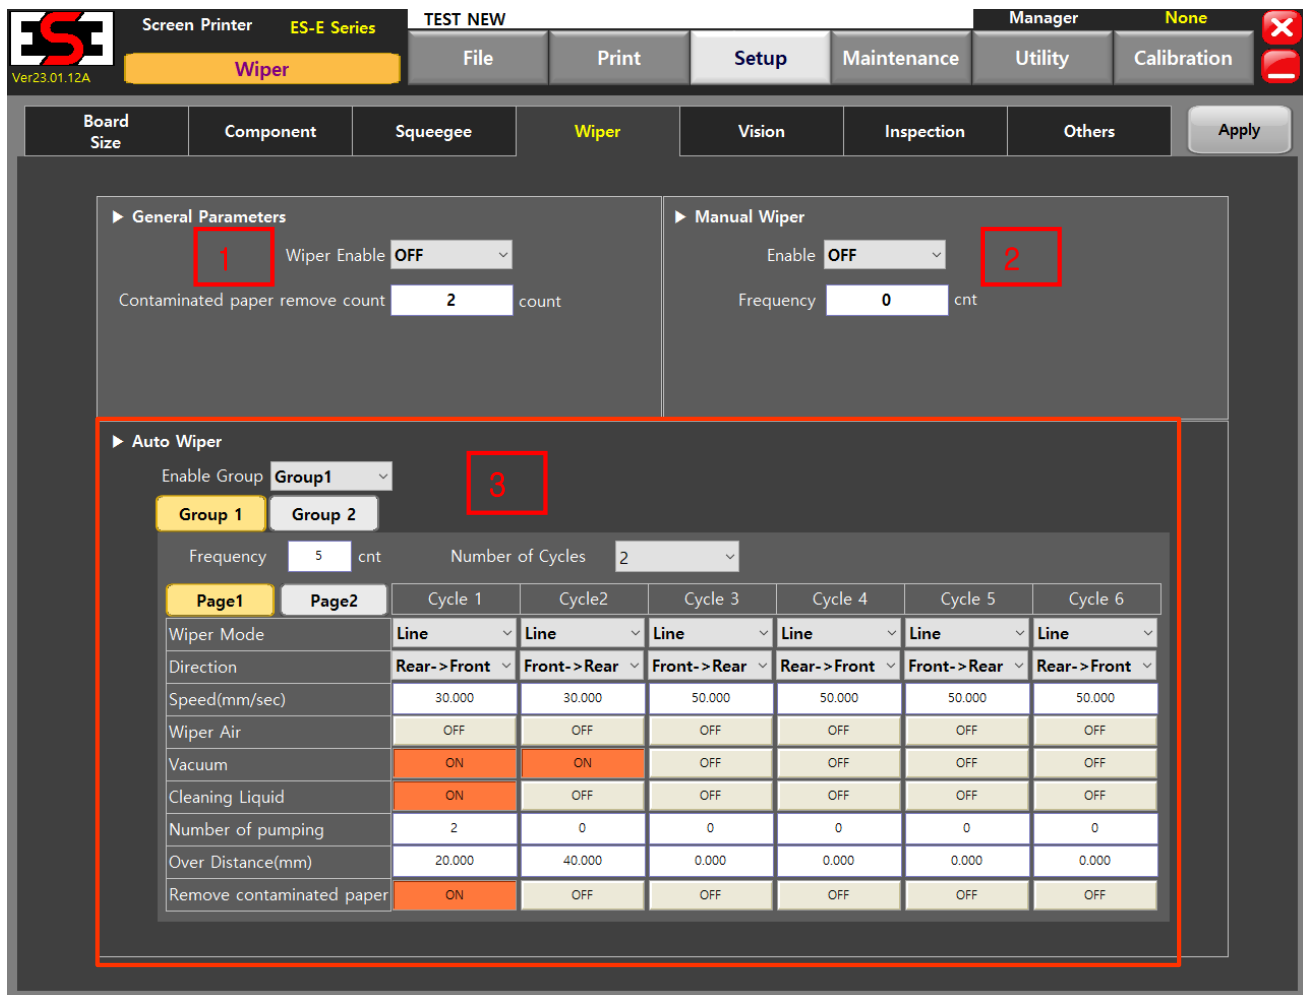 Screen Printer ES-E Series TEST NEW Manager None
ESE
Ver23.01.12A
Wiper File Print Setup Maintenance Utility Calibration
Board Size Component Squeegee Wiper Vision Inspection Others Apply
▶ General Parameters
1
Wiper Enable OFF
Contaminated paper remove count 2 count
▶ Manual Wiper
Enable OFF
2
Frequency 0 cnt
▶ Auto Wiper
Enable Group Group1
3
Group 1 Group 2
Frequency 5 cnt Number of Cycles 2
Page1 Page2 Cycle 1 Cycle2 Cycle 3 Cycle 4 Cycle 5 Cycle 6
Wiper Mode Line Line Line Line Line Line
Direction Rear->Front Front->Rear Front->Rear Rear->Front Front->Rear Rear->Front
Speed(mm/sec) 30.000 30.000 50.000 50.000 50.000 50.000
Wiper Air OFF OFF OFF OFF OFF OFF
Vacuum ON ON OFF OFF OFF OFF
Cleaning Liquid ON OFF OFF OFF OFF OFF
Number of pumping 2 0 0 0 0 0
Over Distance(mm) 20.000 40.000 0.000 0.000 0.000 0.000
Remove contaminated paper ON OFF OFF OFF OFF OFF